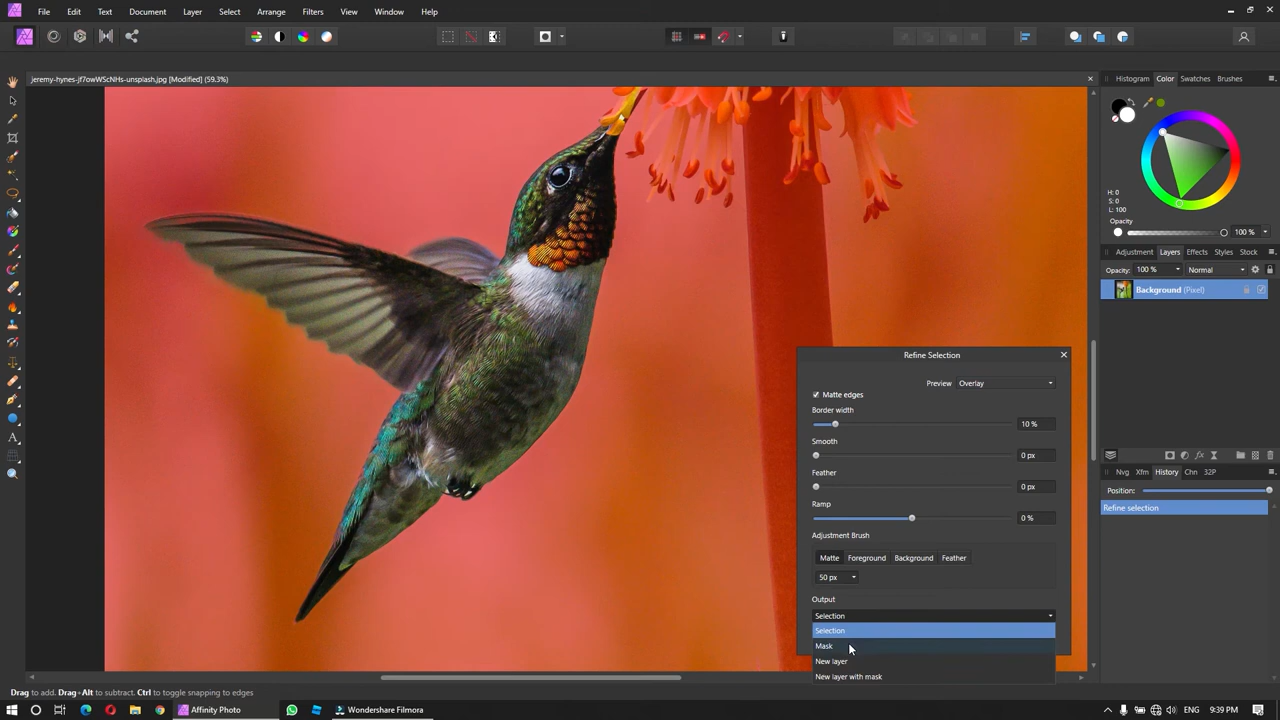 File Edit Text Document Layer Select Arrange Filters View Window Help
jeremy-hynes-jf7owWScNHs-unsplash.jpg [Modified] (59.3%)
Histogram Color Swatches Brushes
H: 0
S: 0
L: 100
Opacity
100 %
Adjustment Layers Effects Styles Stock
Opacity: 100 % Normal
Background (Pixel)
Refine Selection
Preview Overlay
Matte edges
Border width
10 %
Smooth
0 px
Feather
0 px
Ramp
0 %
Adjustment Brush
Matte Foreground Background Feather
50 px
Output
Selection
Selection
Mask
New layer
New layer with mask
Nvg Xfm History Chn 32P
Position:
Refine selection
Drag to add. Drag+Alt to subtract. Ctrl to toggle snapping to edges
Affinity Photo
Wondershare Filmora
ENG 9:39 PM